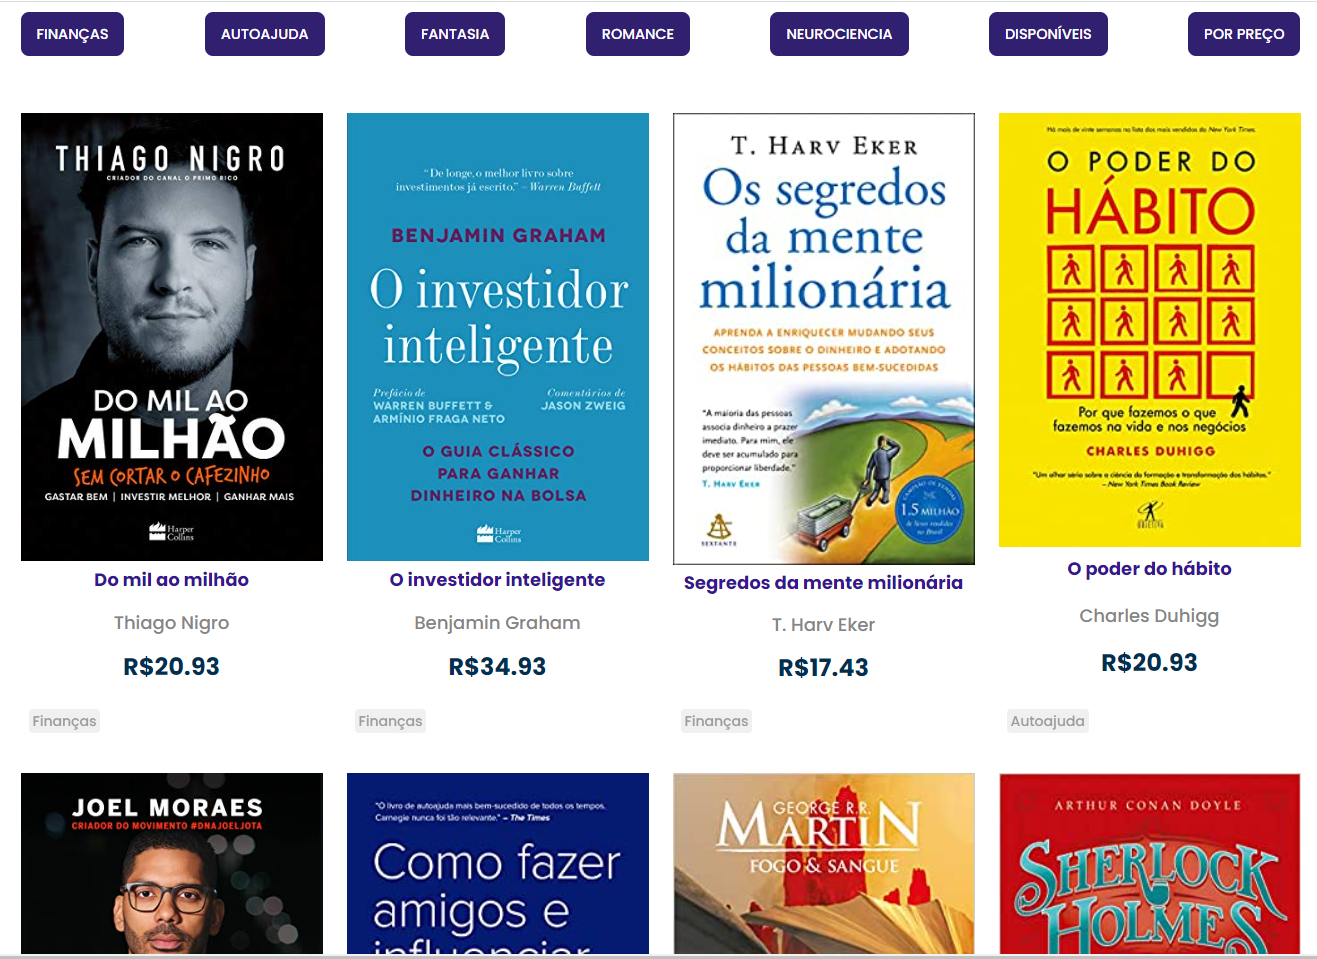 FINANÇAS
AUTOAJUDA
FANTASIA
ROMANCE
NEUROCIENCIA
DISPONÍVEIS
POR PREÇO
THIAGO NIGRO
CRIADOR DO CANAL O PRIMO RICO
DO MIL AO
MILHÃO
SEM CORTAR O CAFEZINHO
GASTAR BEM | INVESTIR MELHOR | GANHAR MAIS
Harper
Collins
Do mil ao milhão
Thiago Nigro
R$20.93
Finanças
"De longe, o melhor livro sobre
investimentos já escrito." – Warren Buffett
BENJAMIN GRAHAM
O investidor
inteligente
Prefácio de
WARREN BUFFETT &
ARMÍNIO FRAGA NETO
Comentários de
JASON ZWEIG
O GUIA CLÁSSICO
PARA GANHAR
DINHEIRO NA BOLSA
Harper
Collins
O investidor inteligente
Benjamin Graham
R$34.93
Finanças
T. HARV EKER
Os segredos
da mente
milionária
APRENDA A ENRIQUECER MUDANDO SEUS
CONCEITOS SOBRE O DINHEIRO E ADOTANDO
OS HÁBITOS DAS PESSOAS BEM-SUCEDIDAS
"A maioria das pessoas
associa dinheiro a prazer
imediato. Para mim, ele
deve ser acumulado para
proporcionar liberdade."
T. HARV EKER
CAMPEÃO DE VENDAS
1,5 MILHÃO
de livros vendidos
no Brasil
SEXTANTE
Segredos da mente milionária
T. Harv Eker
R$17.43
Finanças
Há mais de vinte semanas na lista dos mais vendidos do New York Times.
O PODER DO
HÁBITO
Por que fazemos o que
fazemos na vida e nos negócios
CHARLES DUHIGG
"Um olhar sério sobre a ciência da formação e transformação dos hábitos."
– New York Times Book Review
OBJETIVA
O poder do hábito
Charles Duhigg
R$20.93
Autoajuda
JOEL MORAES
CRIADOR DO MOVIMENTO #DNAJOELJOTA
"O livro de autoajuda mais bem-sucedido de todos os tempos.
Carnegie nunca foi tão relevante." – The Times
Como fazer
amigos e
influenciar
GEORGE R.R.
MARTIN
FOGO & SANGUE
ARTHUR CONAN DOYLE
SHERLOCK
HOLMES